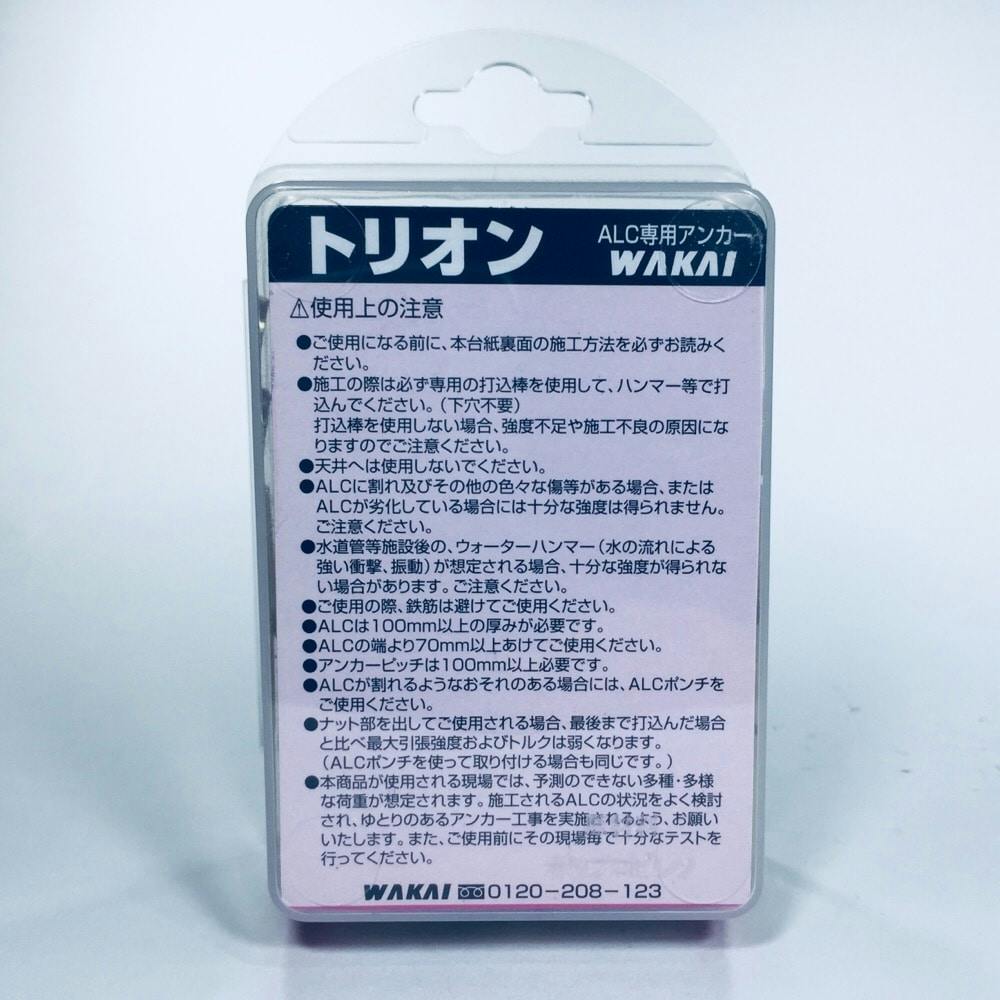 トリオン
ALC専用アンカー
WAKAI
⚠使用上の注意
●ご使用になる前に、本台紙裏面の施工方法を必ずお読みく
ださい。
●施工の際は必ず専用の打込棒を使用して、ハンマー等で打
込んでください。（下穴不要）
打込棒を使用しない場合、強度不足や施工不良の原因にな
りますのでご注意ください。
●天井へは使用しないでください。
●ALCに割れ及びその他の色々な傷等がある場合、または
ALCが劣化している場合には十分な強度は得られません。
ご注意ください。
●水道管等施設後の、ウォーターハンマー（水の流れによる
強い衝撃、振動）が想定される場合、十分な強度が得られな
い場合があります。ご注意ください。
●ご使用の際、鉄筋は避けてご使用ください。
●ALCは100mm以上の厚みが必要です。
●ALCの端より70mm以上あけてご使用ください。
●アンカーピッチは100mm以上必要です。
●ALCが割れるようなおそれのある場合には、ALCポンチを
ご使用ください。
●ナット部を出してご使用される場合、最後まで打込んだ場合
と比べ最大引張強度およびトルクは弱くなります。
（ALCポンチを使って取り付ける場合も同じです。）
●本商品が使用される現場では、予測のできない多種・多様
な荷重が想定されます。施工されるALCの状況をよく検討
され、ゆとりのあるアンカー工事を実施されるよう、お願い
いたします。また、ご使用前にその現場毎で十分なテストを
行ってください。
WAKAI 0120-208-123